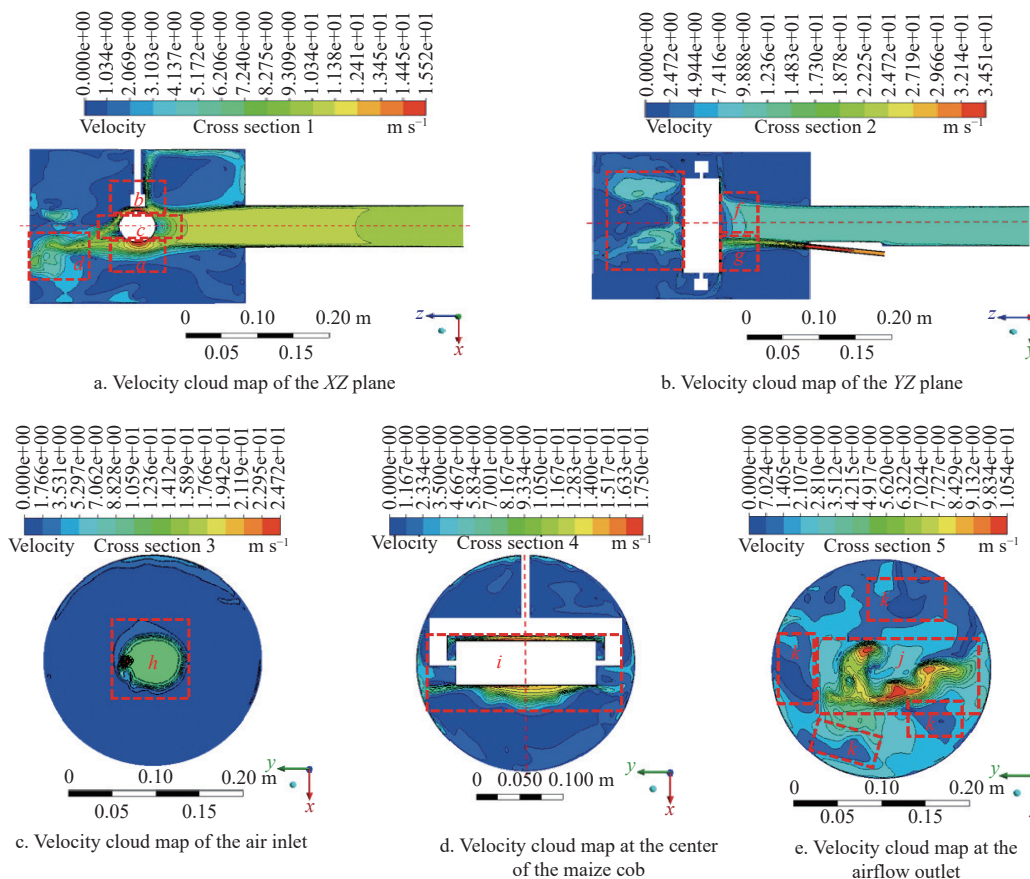 0.000e+00 1.034e+00 2.069e+00 3.103e+00 4.137e+00 5.172e+00 6.206e+00 7.240e+00 8.275e+00 9.309e+00 1.034e+01 1.138e+01 1.241e+01 1.345e+01 1.445e+01 1.552e+01
Velocity Cross section 1 m s⁻¹
b
c
d
a
0 0.10 0.20 m
0.05 0.15
z
x
a. Velocity cloud map of the XZ plane
0.000e+00 2.472e+00 4.944e+00 7.416e+00 9.888e+00 1.236e+01 1.483e+01 1.730e+01 1.878e+01 2.225e+01 2.472e+01 2.719e+01 2.966e+01 3.214e+01 3.451e+01
Velocity Cross section 2 m s⁻¹
e
f
g
0 0.10 0.20 m
0.05 0.15
z
b. Velocity cloud map of the YZ plane
0.000e+00 1.766e+00 3.531e+00 5.297e+00 7.062e+00 8.828e+00 1.059e+01 1.236e+01 1.412e+01 1.589e+01 1.766e+01 1.942e+01 2.119e+01 2.295e+01 2.472e+01
Velocity Cross section 3 m s⁻¹
h
0 0.10 0.20 m
0.05 0.15
y
x
c. Velocity cloud map of the air inlet
0.000e+00 1.167e+00 2.334e+00 3.500e+00 4.667e+00 5.834e+00 7.001e+00 8.167e+00 9.334e+00 1.050e+01 1.167e+01 1.283e+01 1.400e+01 1.517e+01 1.633e+01 1.750e+01
Velocity Cross section 4 m s⁻¹
i
0 0.050 0.100 m
y
x
d. Velocity cloud map at the center
of the maize cob
0.000e+00 7.024e+00 1.405e+00 2.107e+00 2.810e+00 3.512e+00 4.215e+00 4.917e+00 5.620e+00 6.322e+00 7.024e+00 7.727e+00 8.429e+00 9.132e+00 9.834e+00 1.054e+01
Velocity Cross section 5 m s⁻¹
j
k
0 0.10 0.20 m
0.05 0.15
y
e. Velocity cloud map at the
airflow outlet